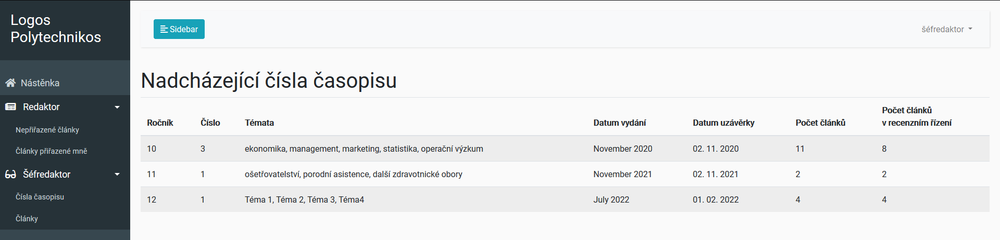 Logos
Polytechnikos
Sidebar
šéfredaktor
Nástěnka
Redaktor
Nepřiřazené články
Články přiřazené mně
Šéfredaktor
Čísla časopisu
Články
Nadcházející čísla časopisu
Ročník Číslo Témata Datum vydání Datum uzávěrky Počet článků Počet článků
v recenzním řízení
10 3 ekonomika, management, marketing, statistika, operační výzkum November 2020 02. 11. 2020 11 8
11 1 ošetřovatelství, porodní asistence, další zdravotnické obory November 2021 02. 11. 2021 2 2
12 1 Téma 1, Téma 2, Téma 3, Téma4 July 2022 01. 02. 2022 4 4